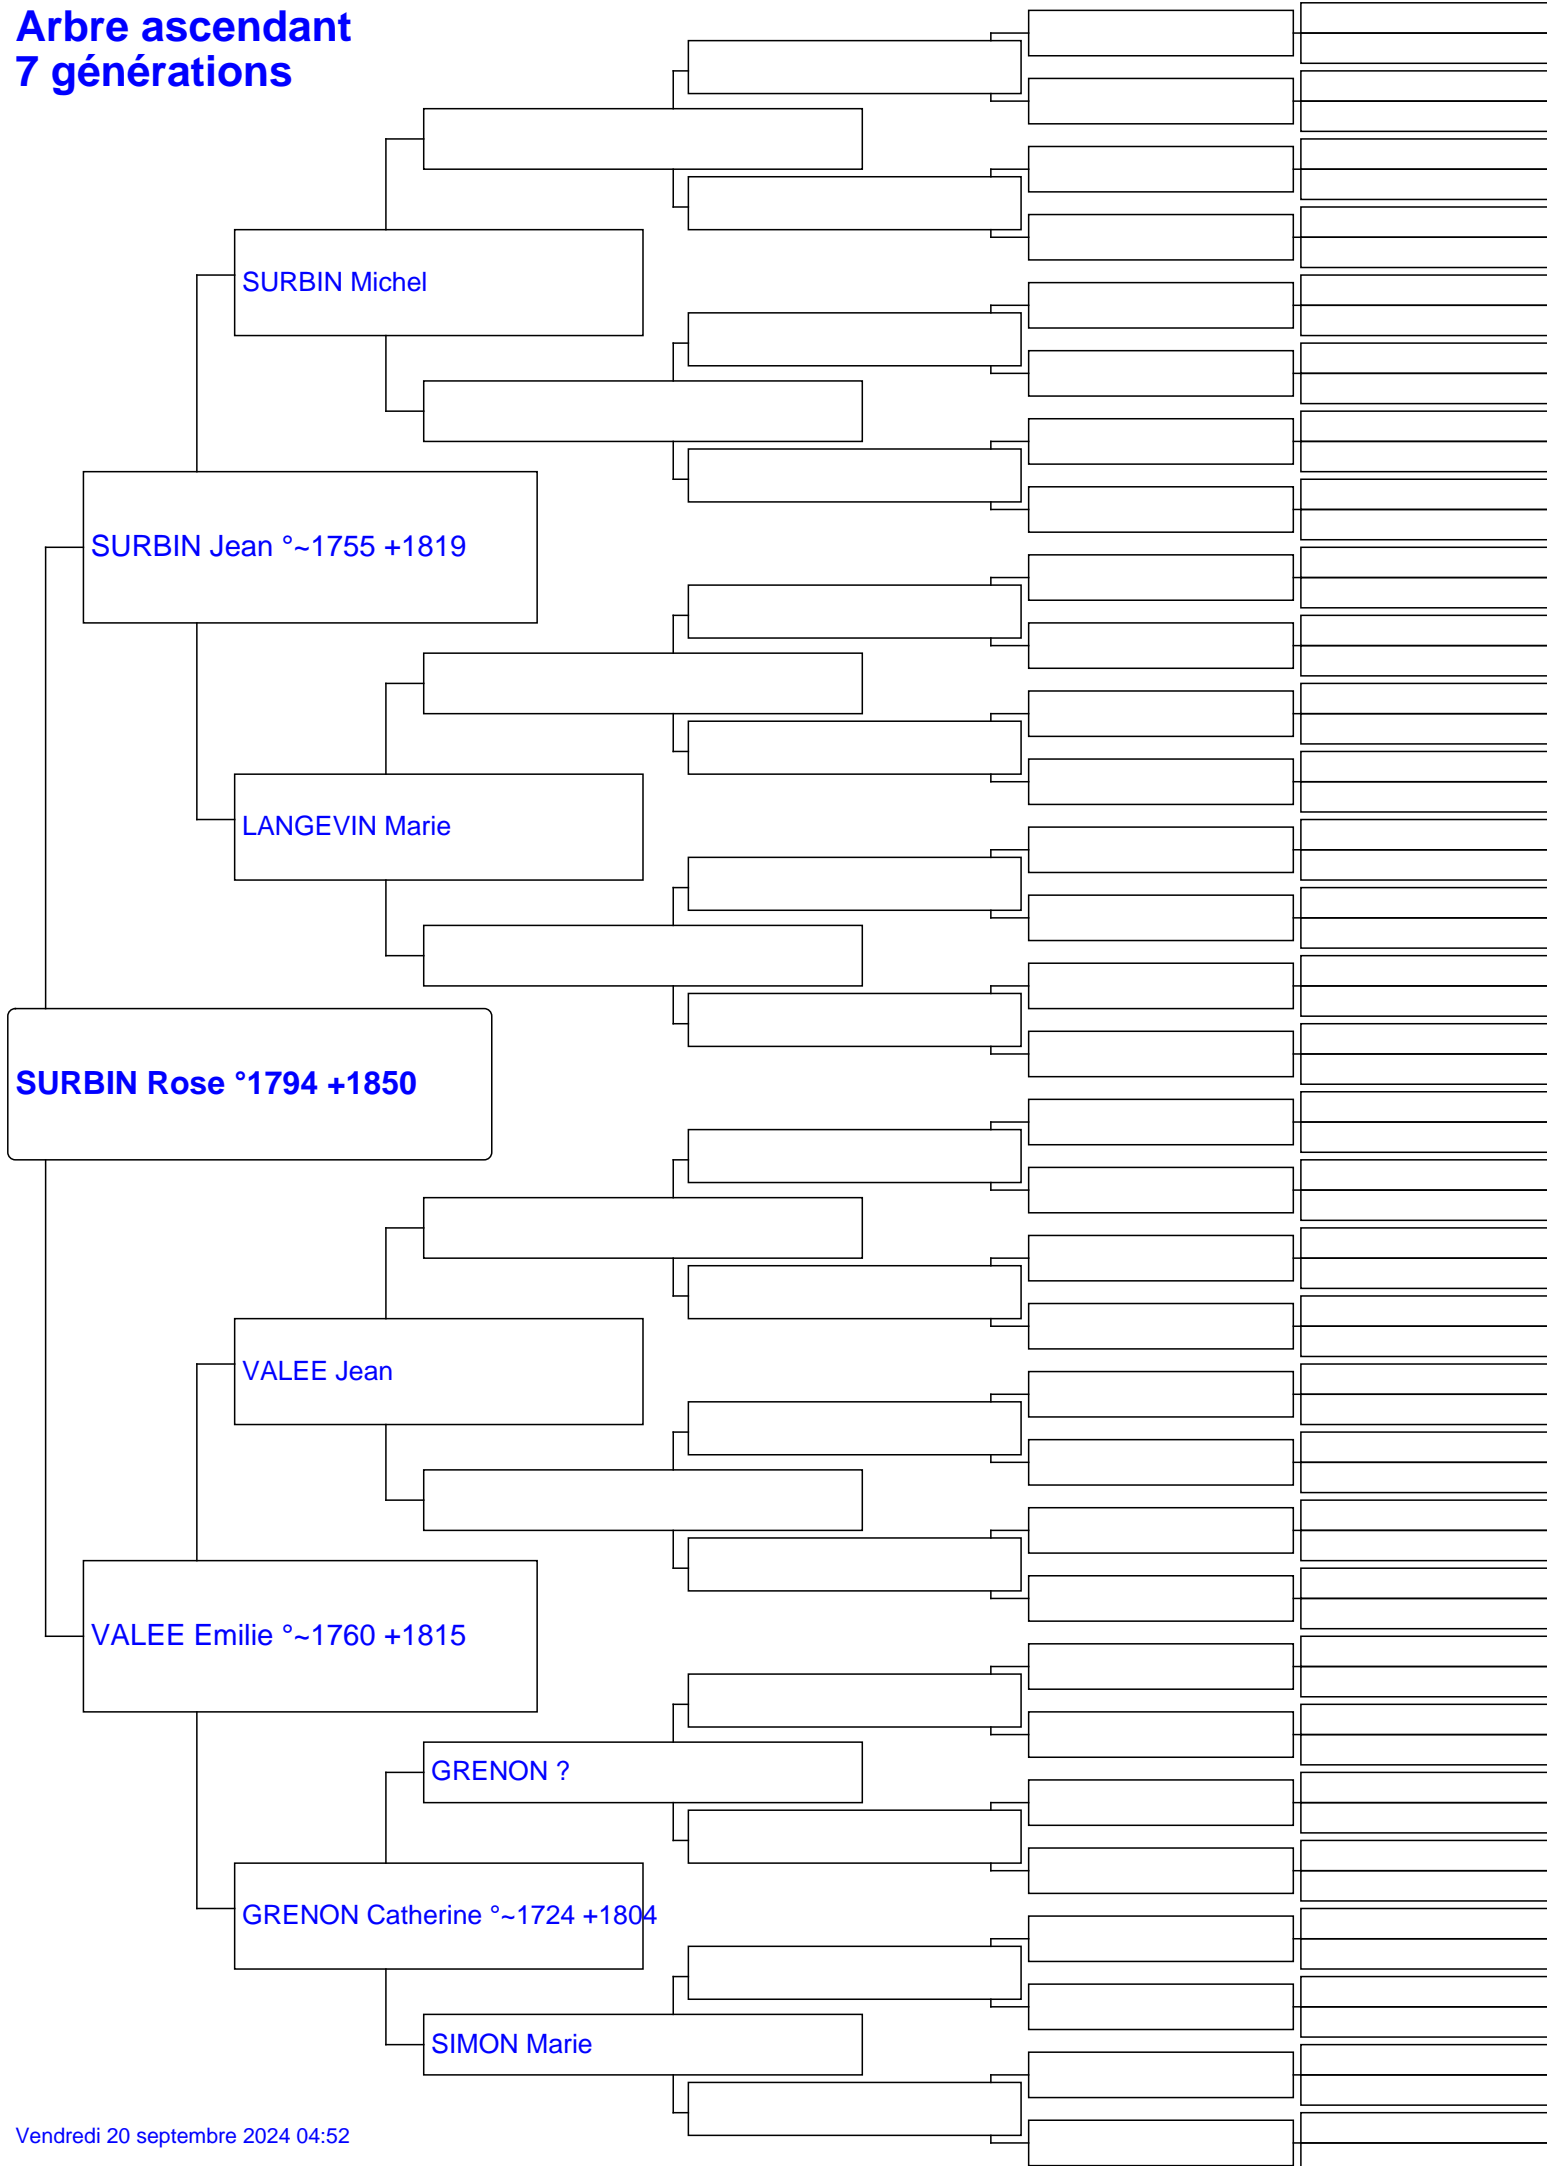 Arbre ascendant
7 générations
SURBIN Michel
SURBIN Jean °~1755 +1819
LANGEVIN Marie
SURBIN Rose °1794 +1850
VALEE Jean
VALEE Emilie °~1760 +1815
GRENON ?
GRENON Catherine °~1724 +1804
SIMON Marie
Vendredi 20 septembre 2024 04:52